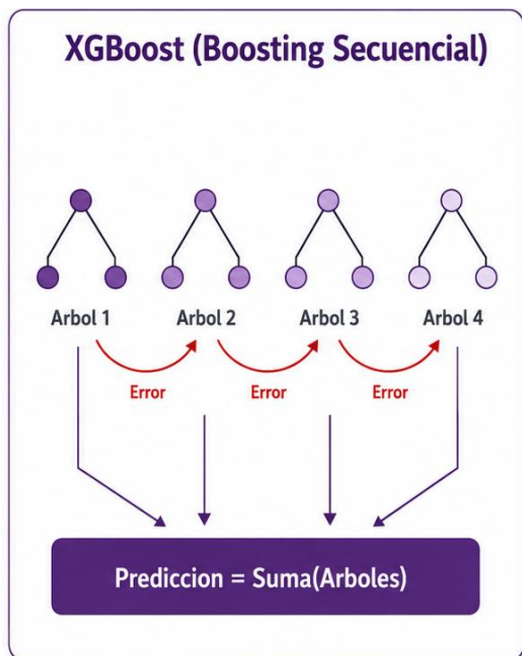 XGBoost (Boosting Secuencial)
Arbol 1
Arbol 2
Arbol 3
Arbol 4
Error
Error
Error
Prediccion = Suma(Arboles)